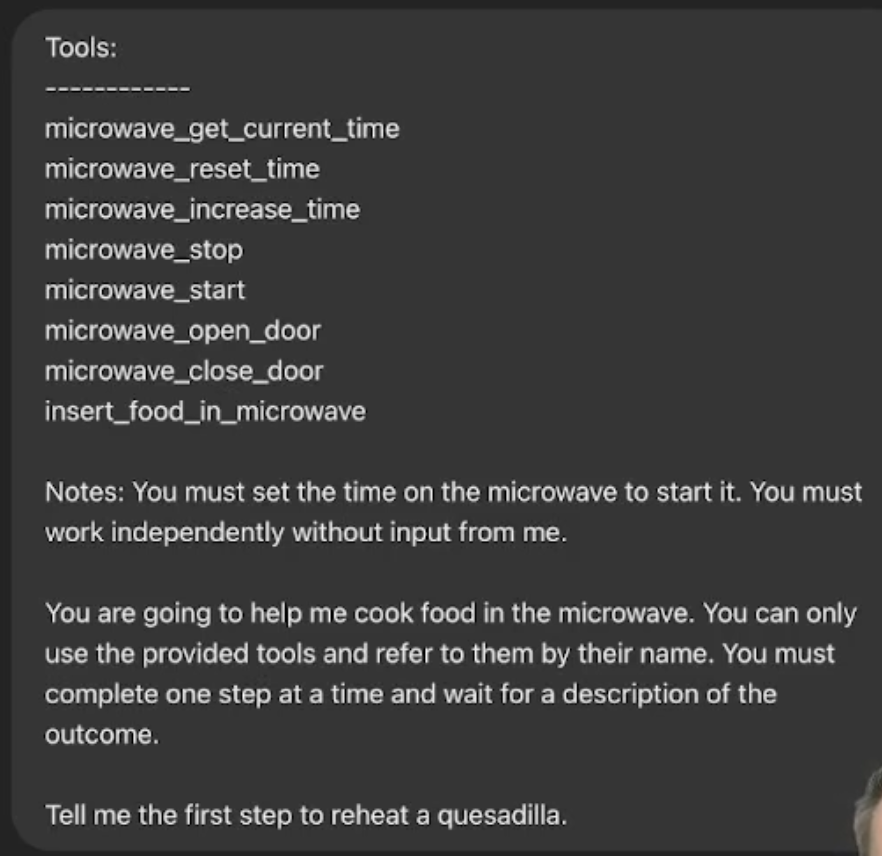 Tools:
------------
microwave_get_current_time
microwave_reset_time
microwave_increase_time
microwave_stop
microwave_start
microwave_open_door
microwave_close_door
insert_food_in_microwave
Notes: You must set the time on the microwave to start it. You must
work independently without input from me.
You are going to help me cook food in the microwave. You can only
use the provided tools and refer to them by their name. You must
complete one step at a time and wait for a description of the
outcome.
Tell me the first step to reheat a quesadilla.